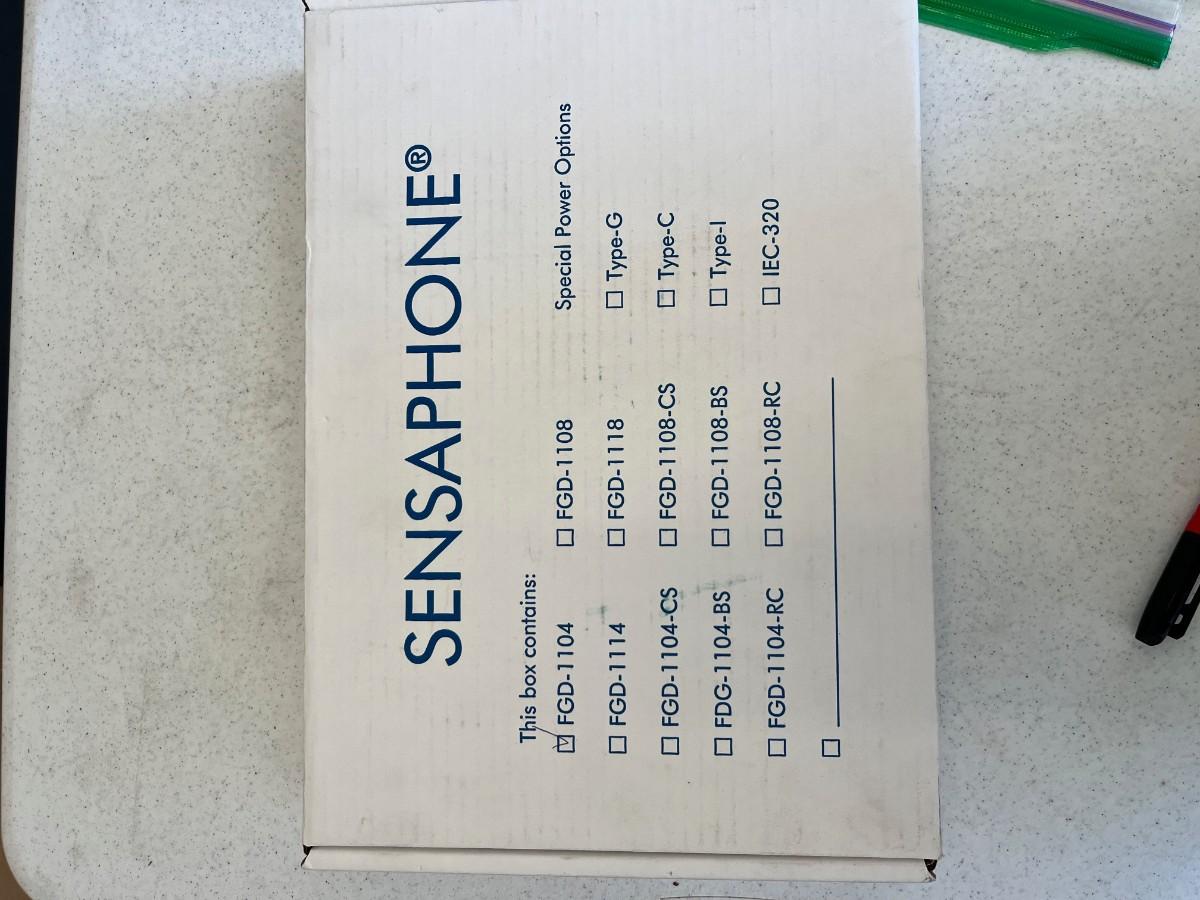 SENSAPHONE®
This box contains:
☑ FGD-1104
☐ FGD-1114
☐ FGD-1104-CS
☐ FDG-1104-BS
☐ FGD-1104-RC
☐ ____________________
☐ FGD-1108
☐ FGD-1118
☐ FGD-1108-CS
☐ FGD-1108-BS
☐ FGD-1108-RC
Special Power Options
☐ Type-G
☐ Type-C
☐ Type-I
☐ IEC-320